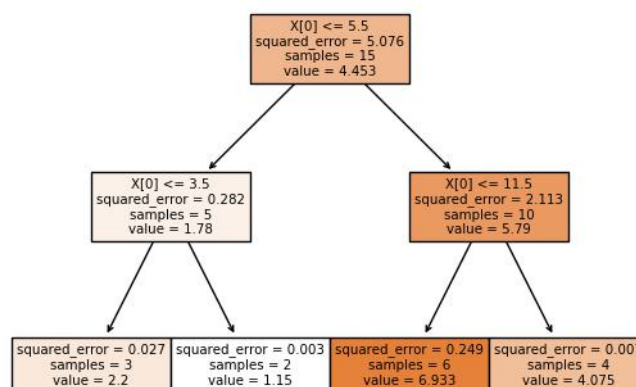 X[0] <= 5.5
squared_error = 5.076
samples = 15
value = 4.453
X[0] <= 3.5
squared_error = 0.282
samples = 5
value = 1.78
X[0] <= 11.5
squared_error = 2.113
samples = 10
value = 5.79
squared_error = 0.027
samples = 3
value = 2.2
squared_error = 0.003
samples = 2
value = 1.15
squared_error = 0.249
samples = 6
value = 6.933
squared_error = 0.00
samples = 4
value = 4.075